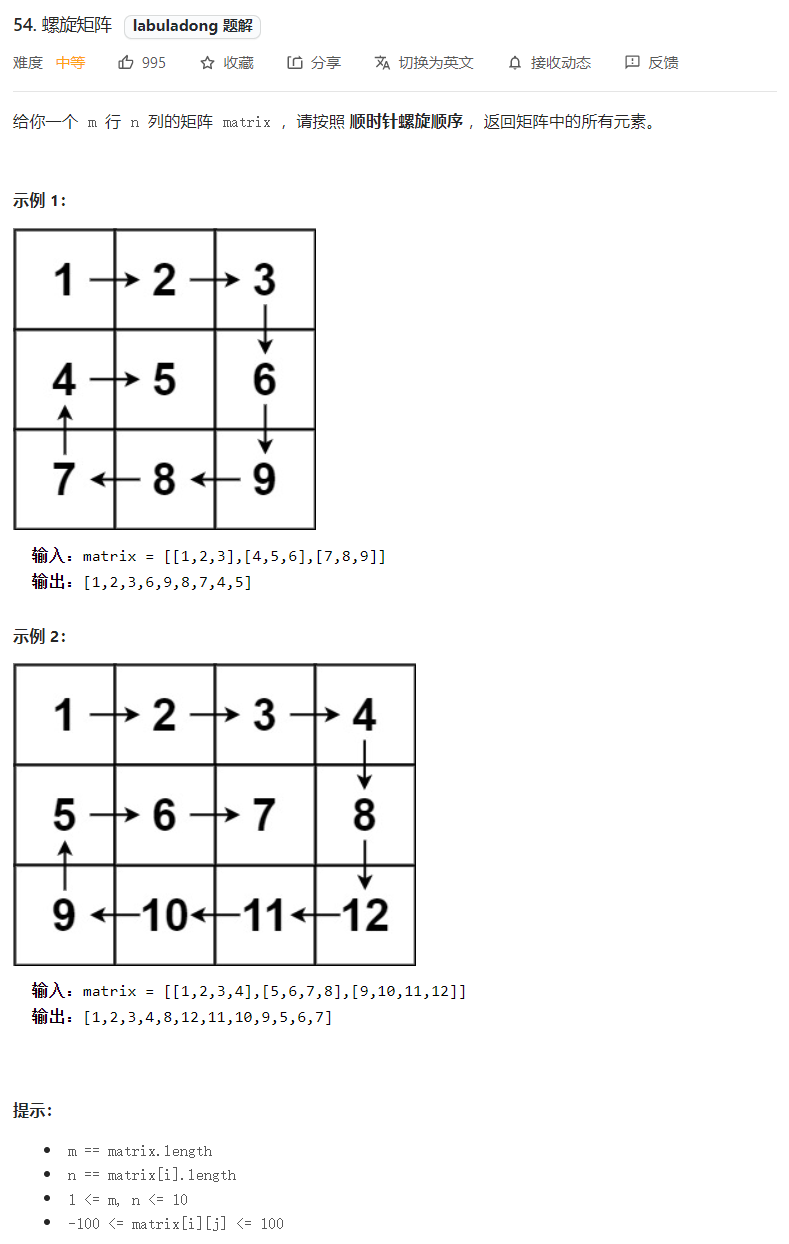 54. 螺旋矩阵 labuladong 题解
难度 中等 995 收藏 分享 切换为英文 接收动态 反馈
给你一个 m 行 n 列的矩阵 matrix ，请按照 顺时针螺旋顺序 ，返回矩阵中的所有元素。
示例 1：
1 2 3
4 5 6
7 8 9
输入：matrix = [[1,2,3],[4,5,6],[7,8,9]]
输出：[1,2,3,6,9,8,7,4,5]
示例 2：
1 2 3 4
5 6 7 8
9 10 11 12
输入：matrix = [[1,2,3,4],[5,6,7,8],[9,10,11,12]]
输出：[1,2,3,4,8,12,11,10,9,5,6,7]
提示：
m == matrix.length
n == matrix[i].length
1 <= m, n <= 10
-100 <= matrix[i][j] <= 100